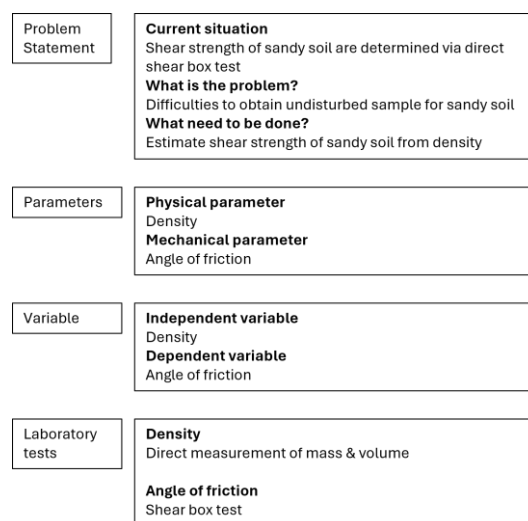 Problem
Statement
Current situation
Shear strength of sandy soil are determined via direct
shear box test
What is the problem?
Difficulties to obtain undisturbed sample for sandy soil
What need to be done?
Estimate shear strength of sandy soil from density
Parameters
Physical parameter
Density
Mechanical parameter
Angle of friction
Variable
Independent variable
Density
Dependent variable
Angle of friction
Laboratory
tests
Density
Direct measurement of mass & volume
Angle of friction
Shear box test